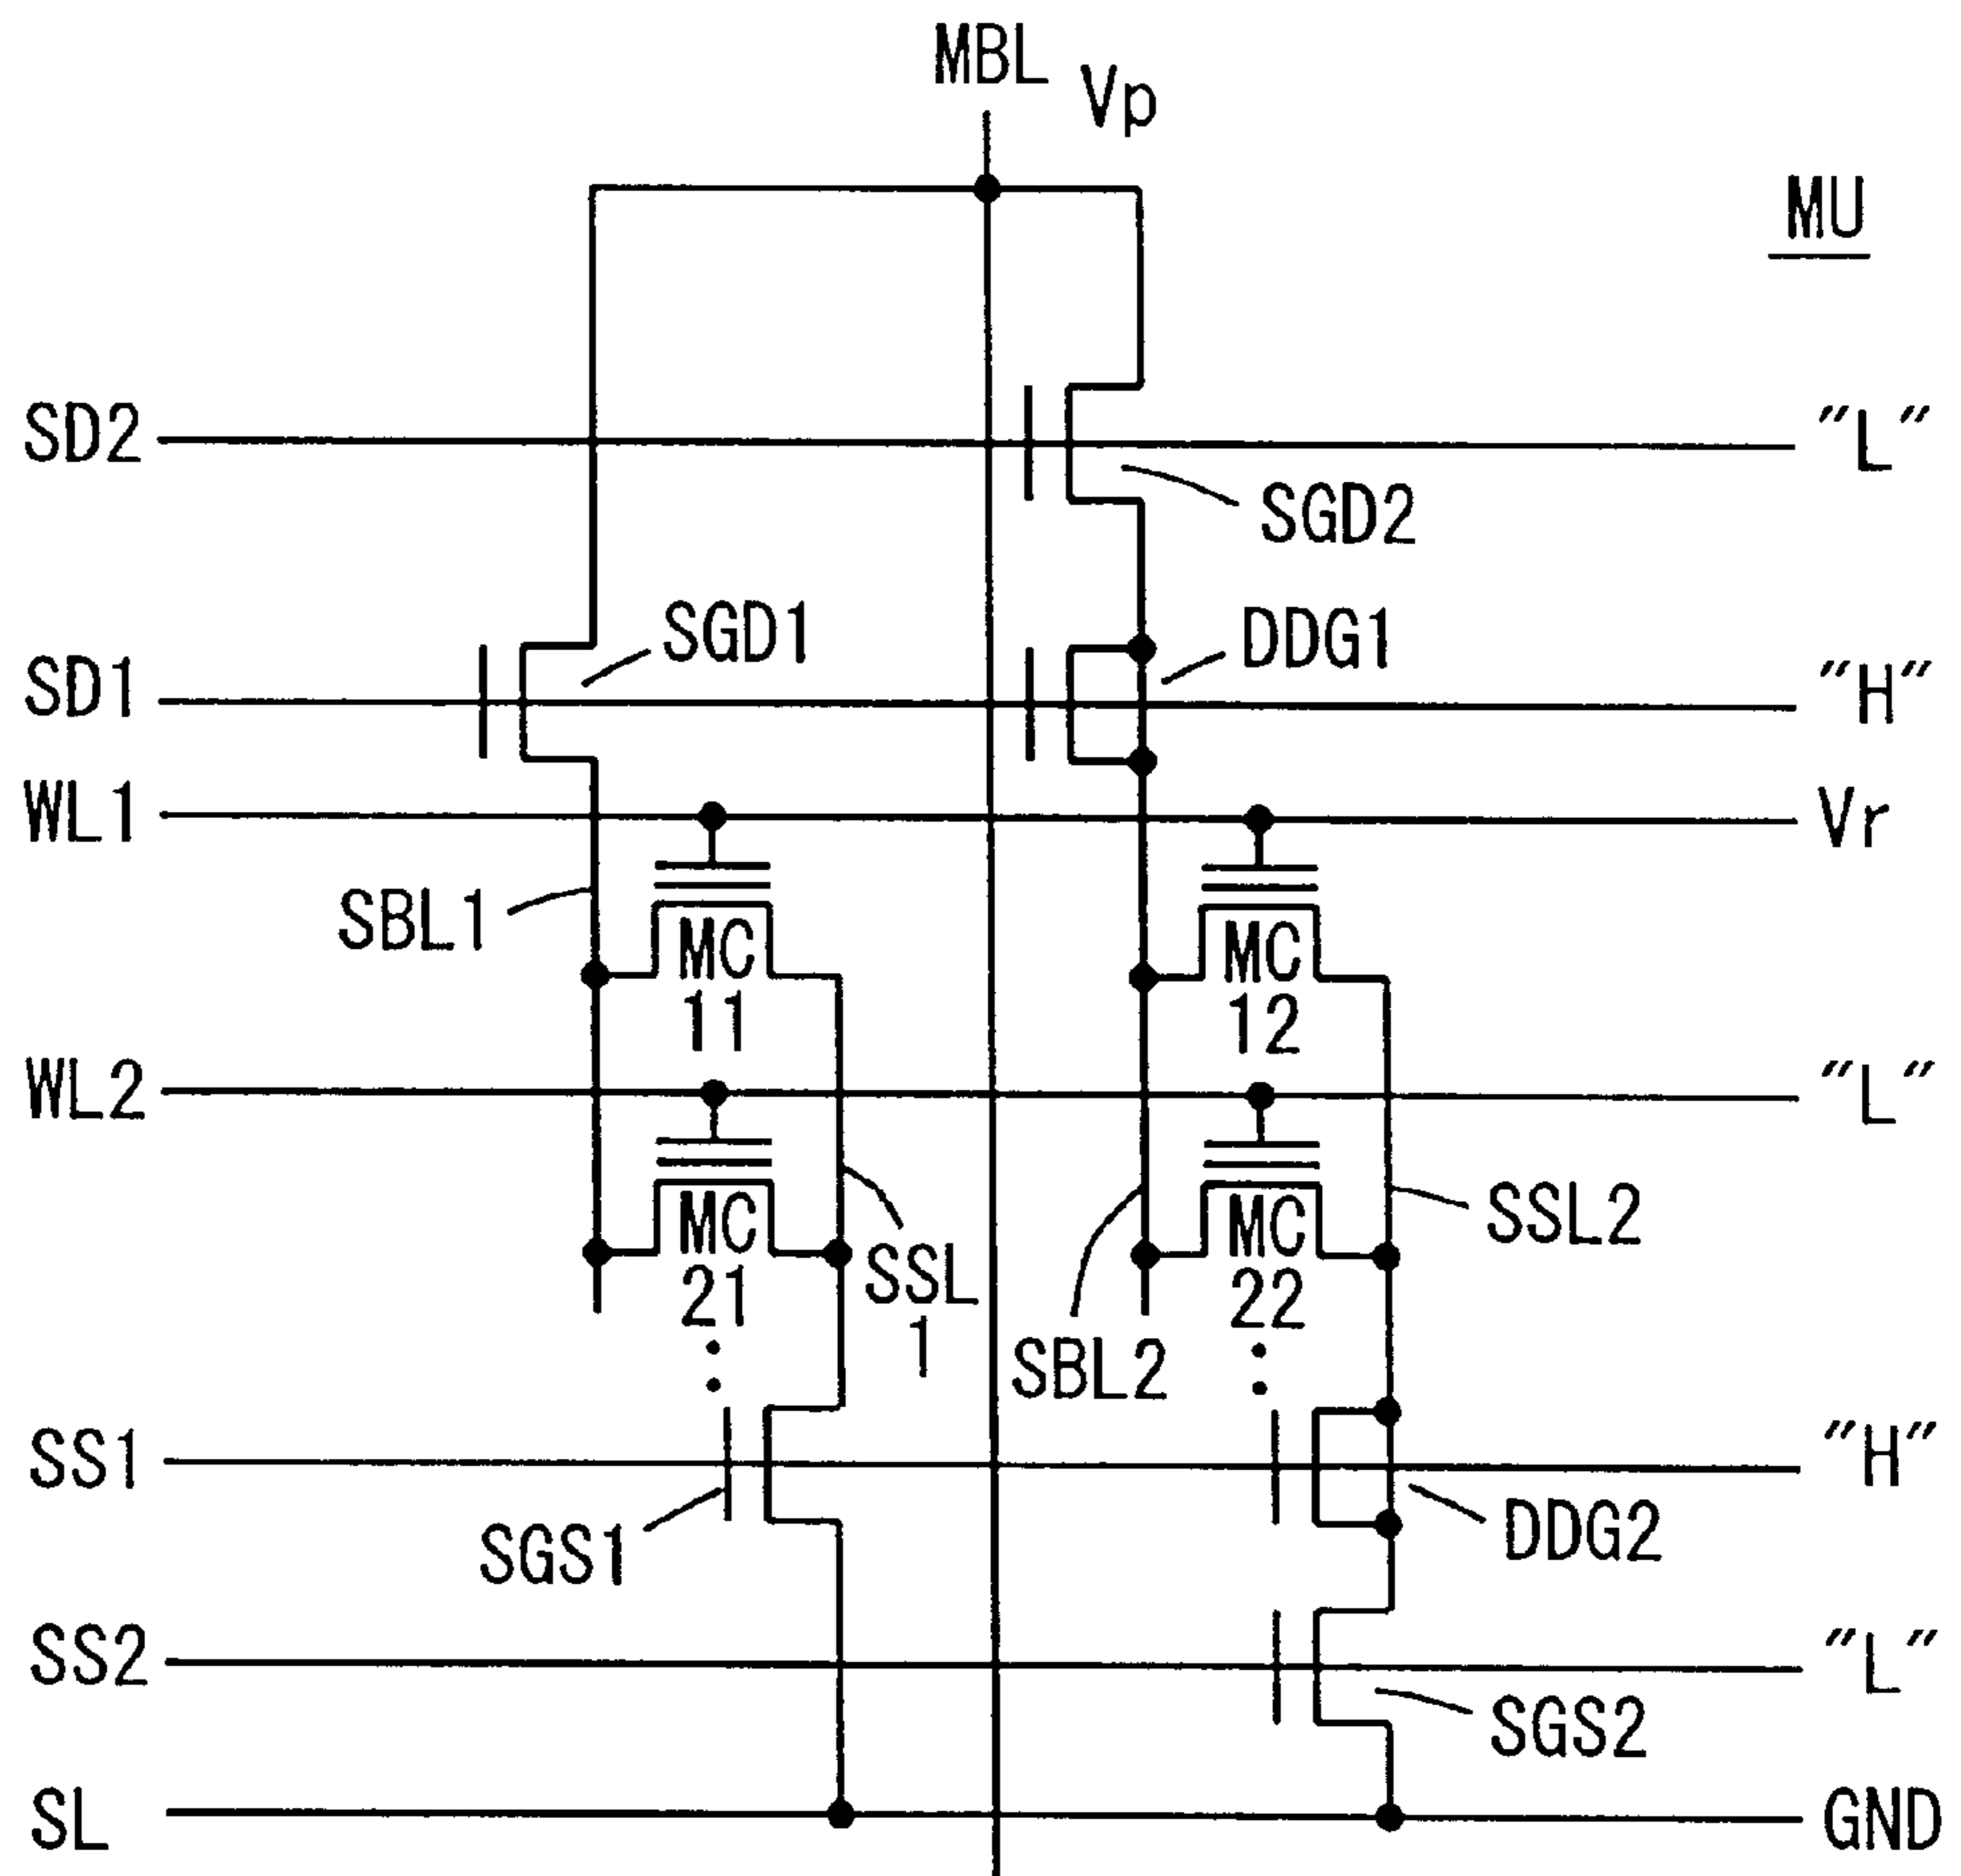 MBL Vp
MU
SD2 "L"
SGD2
SGD1 DDG1
SD1 "H"
WL1 Vr
SBL1
MC MC
11 12
WL2 "L"
MC MC SSL2
21 SSL 22
1
SBL2
SS1 "H"
SGS1 DDG2
SS2 "L"
SGS2
SL GND